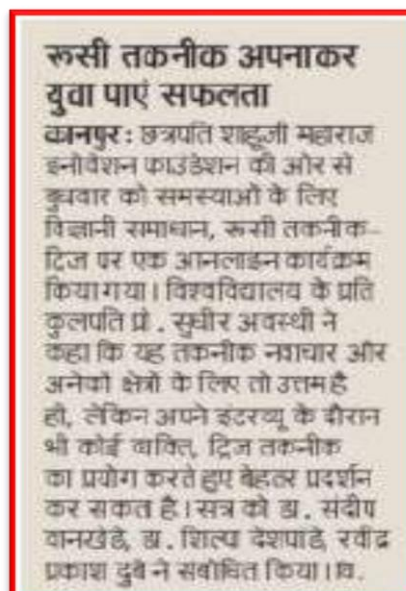 रूसी तकनीक अपनाकर
युवा पाएं सफलता
कानपुर : छत्रपति शाहूजी महाराज
इनोवेशन फाउंडेशन की ओर से
बुधवार को समस्याओं के लिए
विज्ञानी समाधान, रूसी तकनीक-
ट्रिज पर एक आनलाइन कार्यक्रम
किया गया। विश्वविद्यालय के प्रति
कुलपति प्रो . सुधीर अवस्थी ने
कहा कि यह तकनीक नवाचार और
अनेकों क्षेत्रों के लिए तो उत्तम है
ही, लेकिन अपने इंटरव्यू के दौरान
भी कोई व्यक्ति, ट्रिज तकनीक
का प्रयोग करते हुए बेहतर प्रदर्शन
कर सकता है। सत्र को डा . संदीप
वानखेडे, डा . शिल्पा देशपांडे, रवींद्र
प्रकाश दुबे ने संबोधित किया। वि.